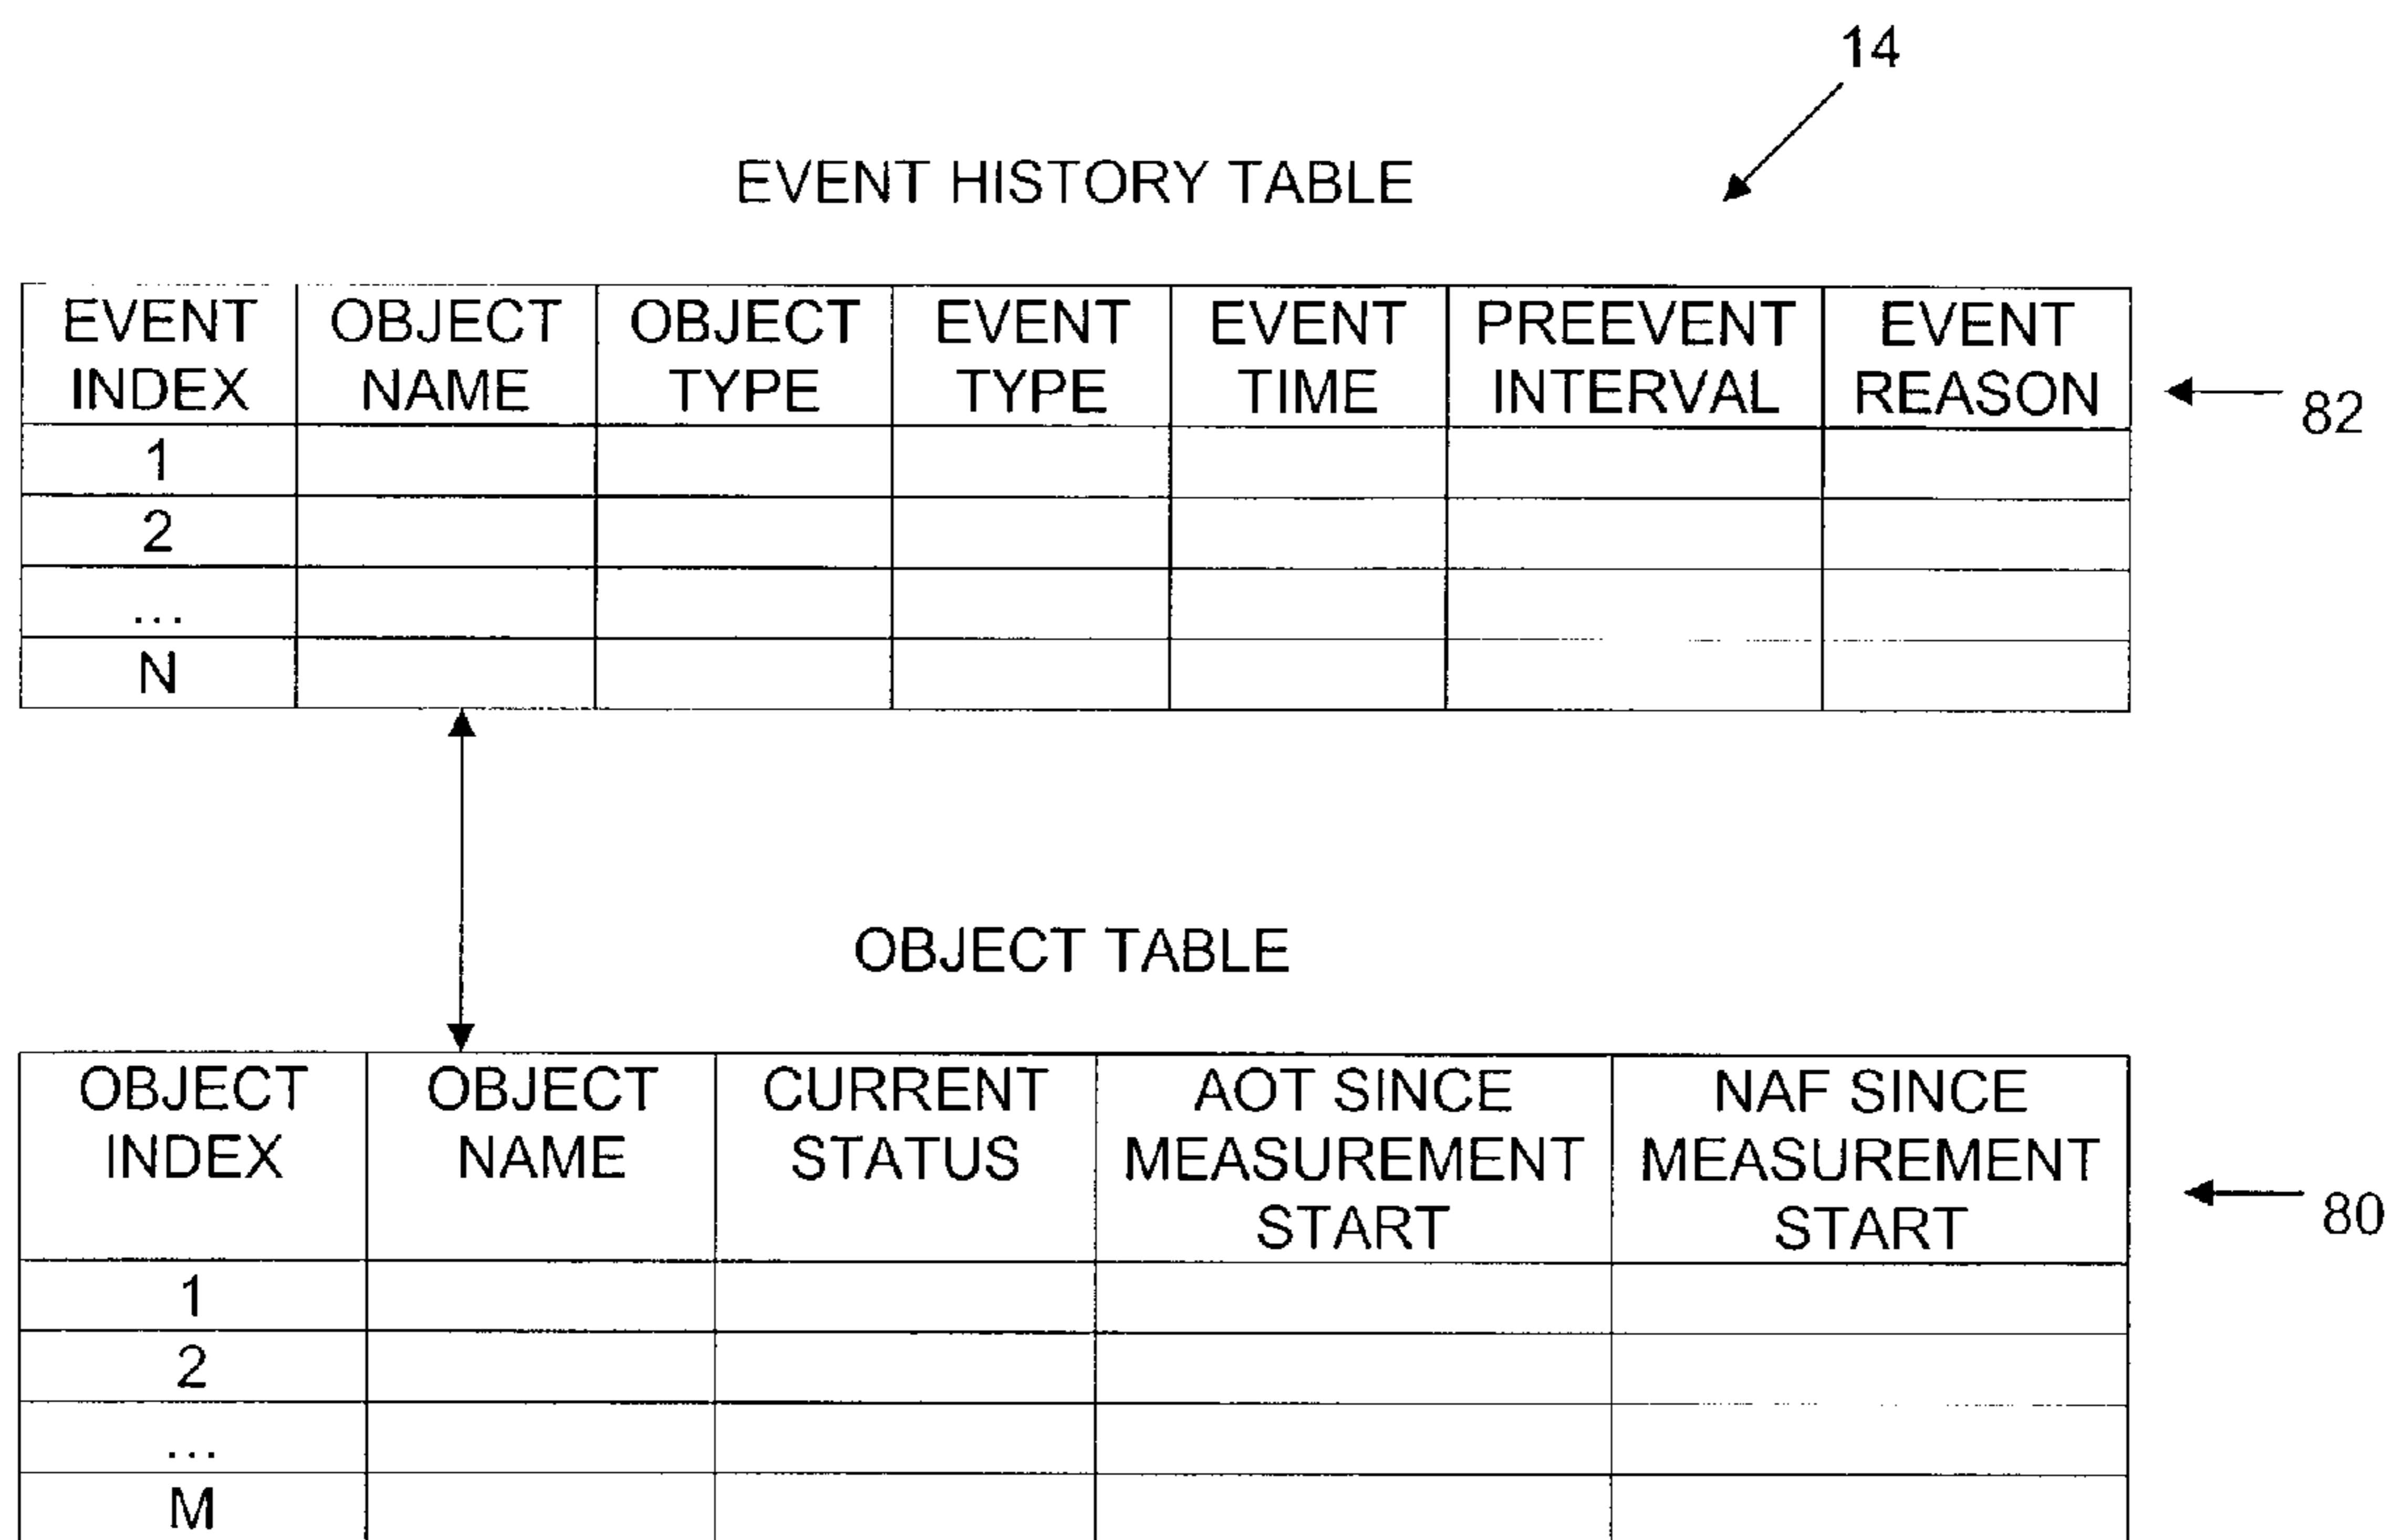 14
EVENT HISTORY TABLE
EVENT INDEX OBJECT NAME OBJECT TYPE EVENT TYPE EVENT TIME PREEVENT INTERVAL EVENT REASON
82
1
2
...
N
OBJECT TABLE
OBJECT INDEX OBJECT NAME CURRENT STATUS AOT SINCE MEASUREMENT START NAF SINCE MEASUREMENT START
80
1
2
...
M